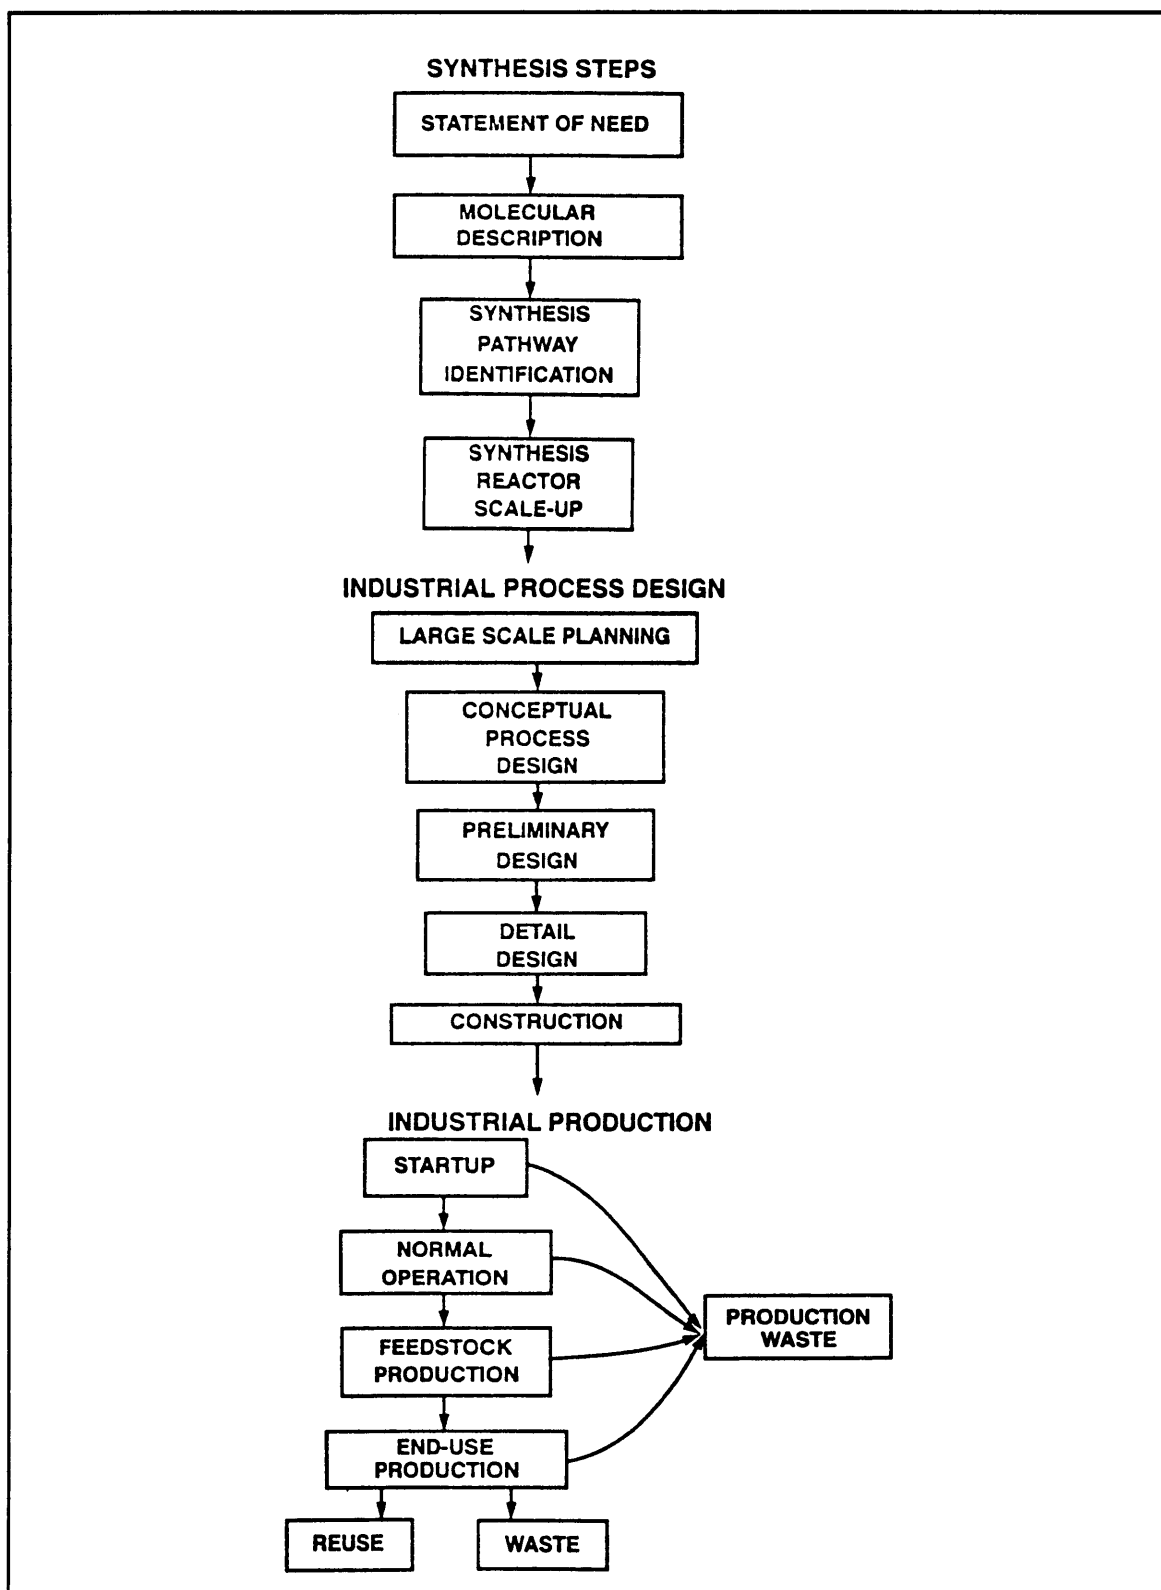 SYNTHESIS STEPS
STATEMENT OF NEED
MOLECULAR
DESCRIPTION
SYNTHESIS
PATHWAY
IDENTIFICATION
SYNTHESIS
REACTOR
SCALE-UP
INDUSTRIAL PROCESS DESIGN
LARGE SCALE PLANNING
CONCEPTUAL
PROCESS
DESIGN
PRELIMINARY
DESIGN
DETAIL
DESIGN
CONSTRUCTION
INDUSTRIAL PRODUCTION
STARTUP
NORMAL
OPERATION
PRODUCTION
WASTE
FEEDSTOCK
PRODUCTION
END-USE
PRODUCTION
REUSE
WASTE